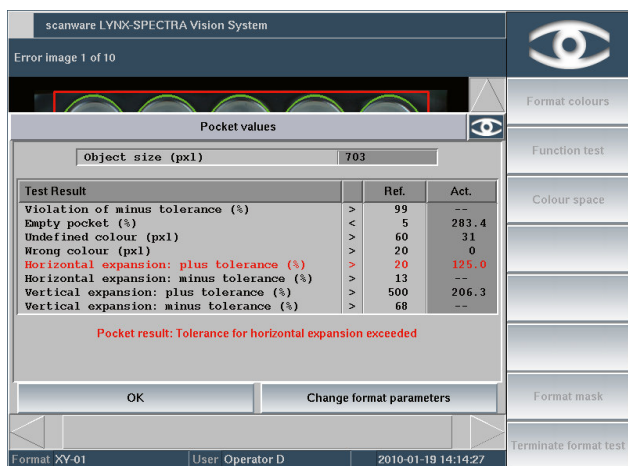 scanware LYNX-SPECTRA Vision System
Error image 1 of 10
Format colours
Pocket values
Function test
Object size (pxl) 703
Colour space
Test Result Ref. Act.
Violation of minus tolerance (%) > 99 --
Empty pocket (%) < 5 283.4
Undefined colour (pxl) > 60 31
Wrong colour (pxl) > 20 0
Horizontal expansion: plus tolerance (%) > 20 125.0
Horizontal expansion: minus tolerance (%) > 13 --
Vertical expansion: plus tolerance (%) > 500 206.3
Vertical expansion: minus tolerance (%) > 68 --
Pocket result: Tolerance for horizontal expansion exceeded
OK Change format parameters
Format mask
Terminate format test
Format XY-01 User Operator D 2010-01-19 14:14:27